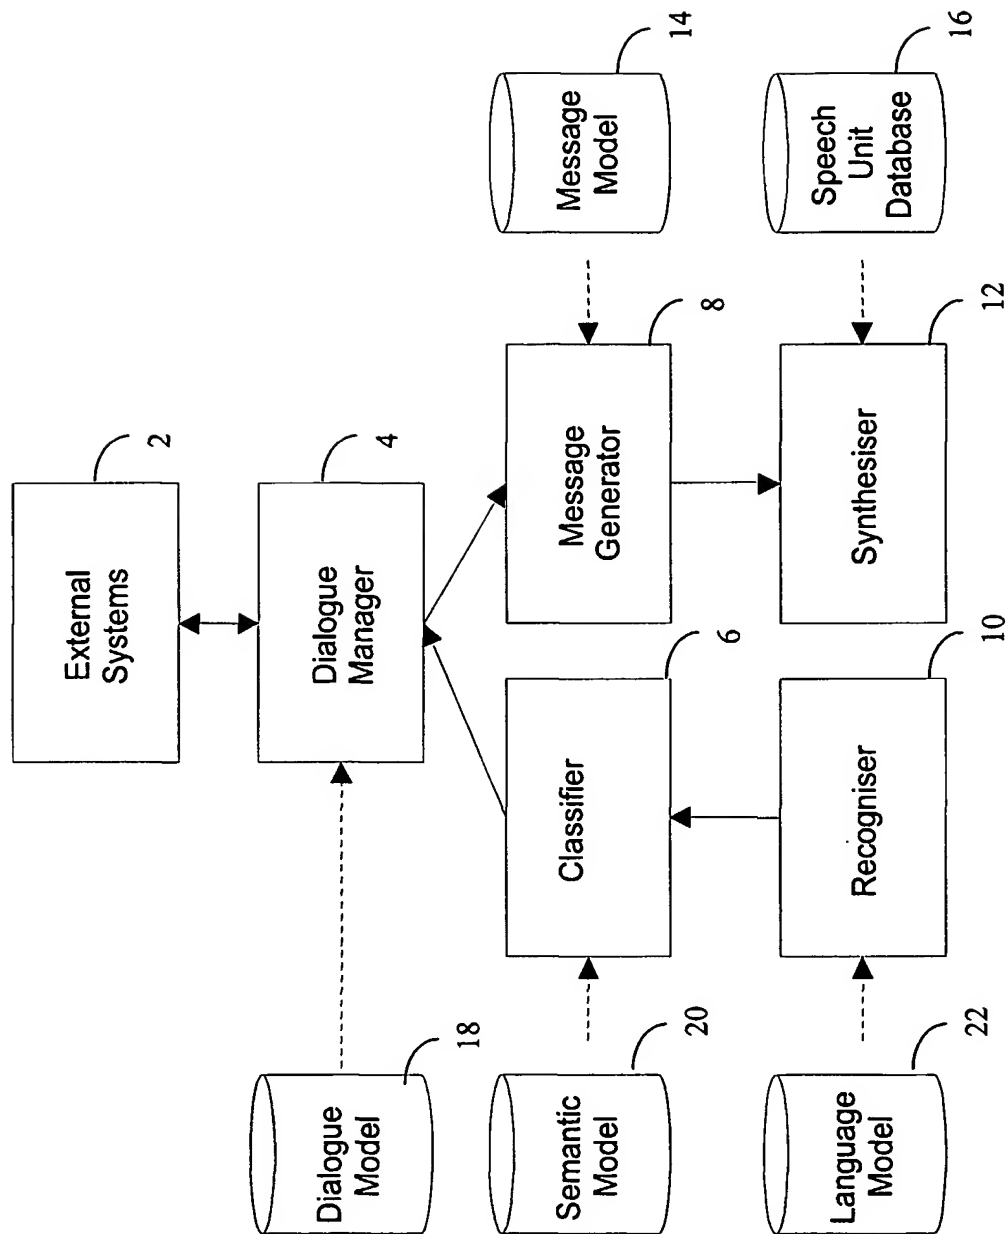 External
Systems
2
Dialogue
Model
18
Dialogue
Manager
4
Semantic
Model
20
Classifier
6
Message
Generator
8
Message
Model
14
Language
Model
22
Recogniser
10
Synthesiser
12
Speech
Unit
Database
16